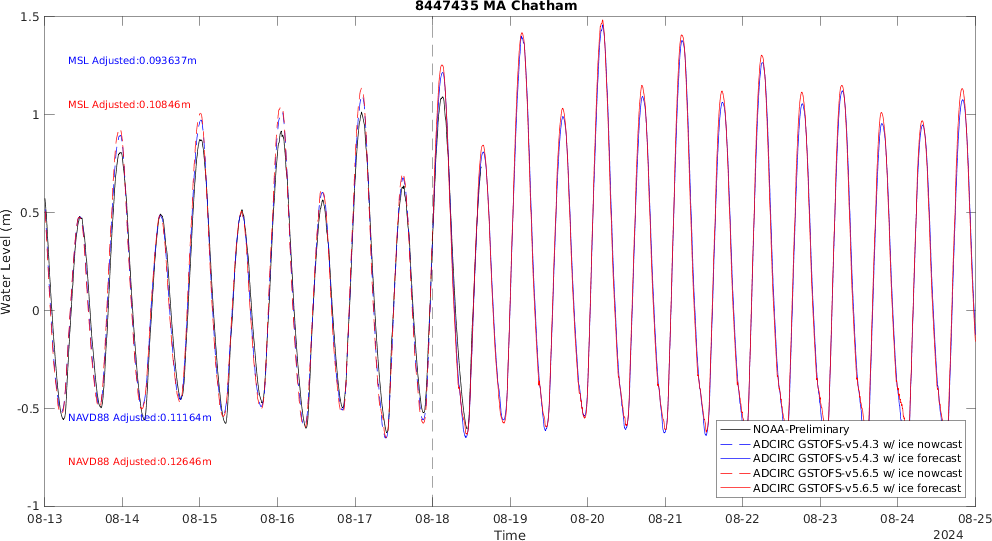 8447435 MA Chatham
1.5
1
0.5
0
-0.5
-1
Water Level (m)
MSL Adjusted:0.093637m
MSL Adjusted:0.10846m
NAVD88 Adjusted:0.11164m
NAVD88 Adjusted:0.12646m
NOAA-Preliminary
ADCIRC GSTOFS-v5.4.3 w/ ice nowcast
ADCIRC GSTOFS-v5.4.3 w/ ice forecast
ADCIRC GSTOFS-v5.6.5 w/ ice nowcast
ADCIRC GSTOFS-v5.6.5 w/ ice forecast
08-13 08-14 08-15 08-16 08-17 08-18 08-19 08-20 08-21 08-22 08-23 08-24 08-25
Time
2024